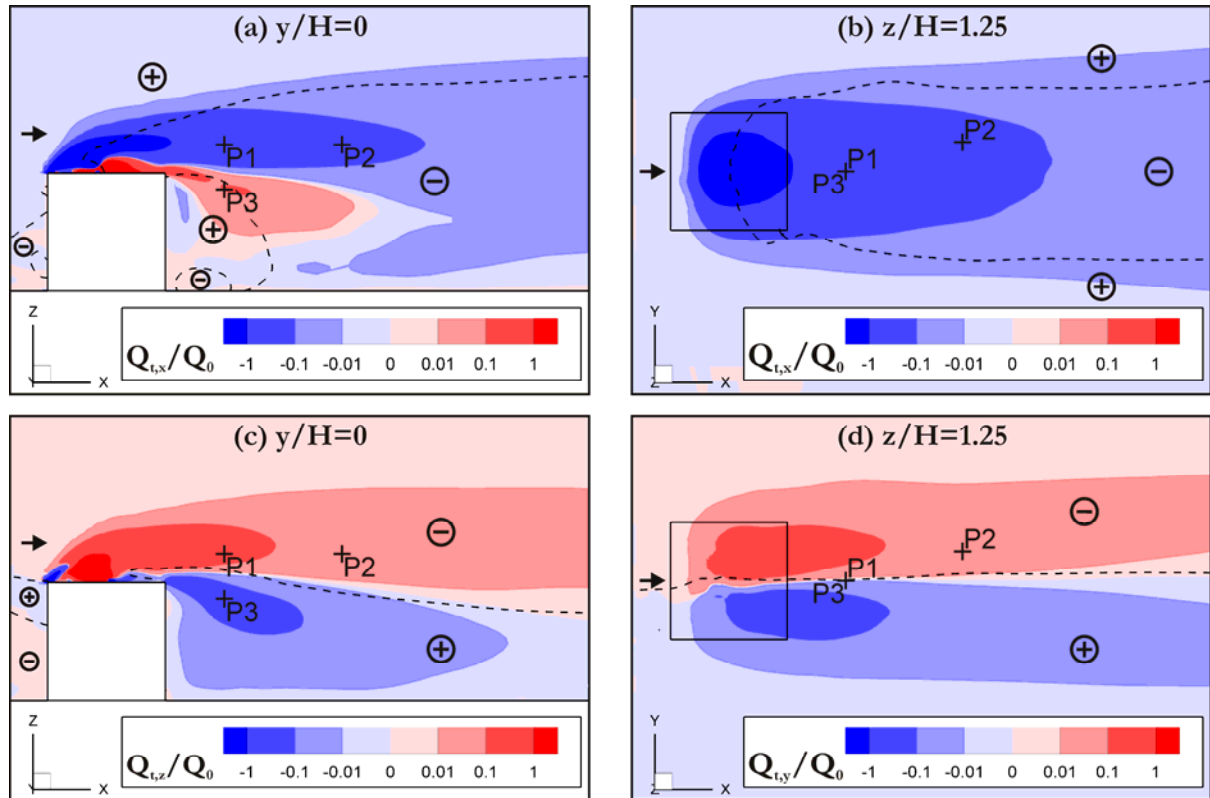 (a) y/H=0
P1
P2
P3
Z
Y
X
Qt,x/Q0
-1 -0.1 -0.01 0 0.01 0.1 1
(b) z/H=1.25
P2
P1
P3
Y
Z
X
Qt,x/Q0
-1 -0.1 -0.01 0 0.01 0.1 1
(c) y/H=0
P1
P2
P3
Z
Y
X
Qt,z/Q0
-1 -0.1 -0.01 0 0.01 0.1 1
(d) z/H=1.25
P2
P1
P3
Y
Z
X
Qt,y/Q0
-1 -0.1 -0.01 0 0.01 0.1 1